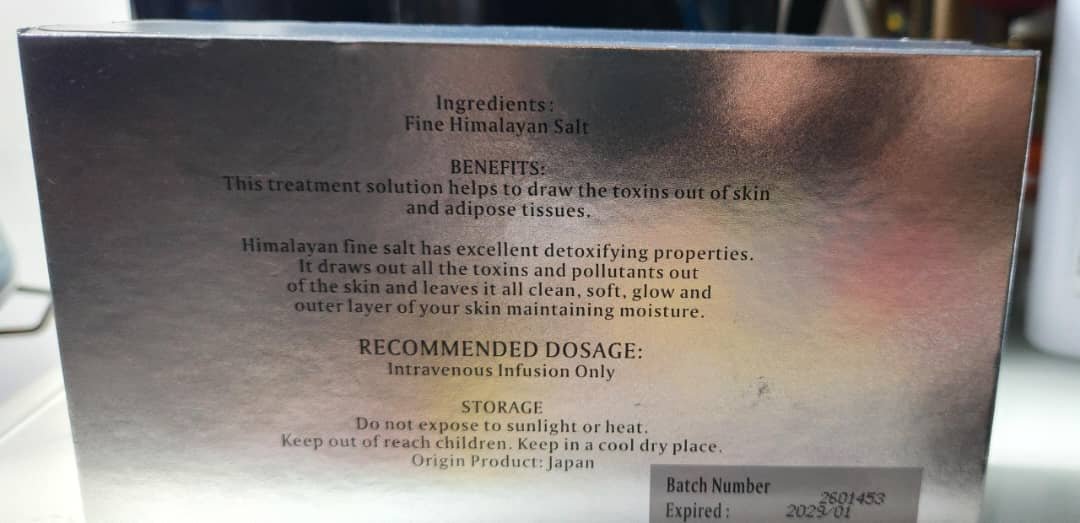 Ingredients:
Fine Himalayan Salt
BENEFITS:
This treatment solution helps to draw the toxins out of skin
and adipose tissues.
Himalayan fine salt has excellent detoxifying properties.
It draws out all the toxins and pollutants out
of the skin and leaves it all clean, soft, glow and
outer layer of your skin maintaining moisture.
RECOMMENDED DOSAGE:
Intravenous Infusion Only
STORAGE
Do not expose to sunlight or heat.
Keep out of reach children. Keep in a cool dry place.
Origin Product: Japan
Batch Number 2601453
Expired: 2029/01